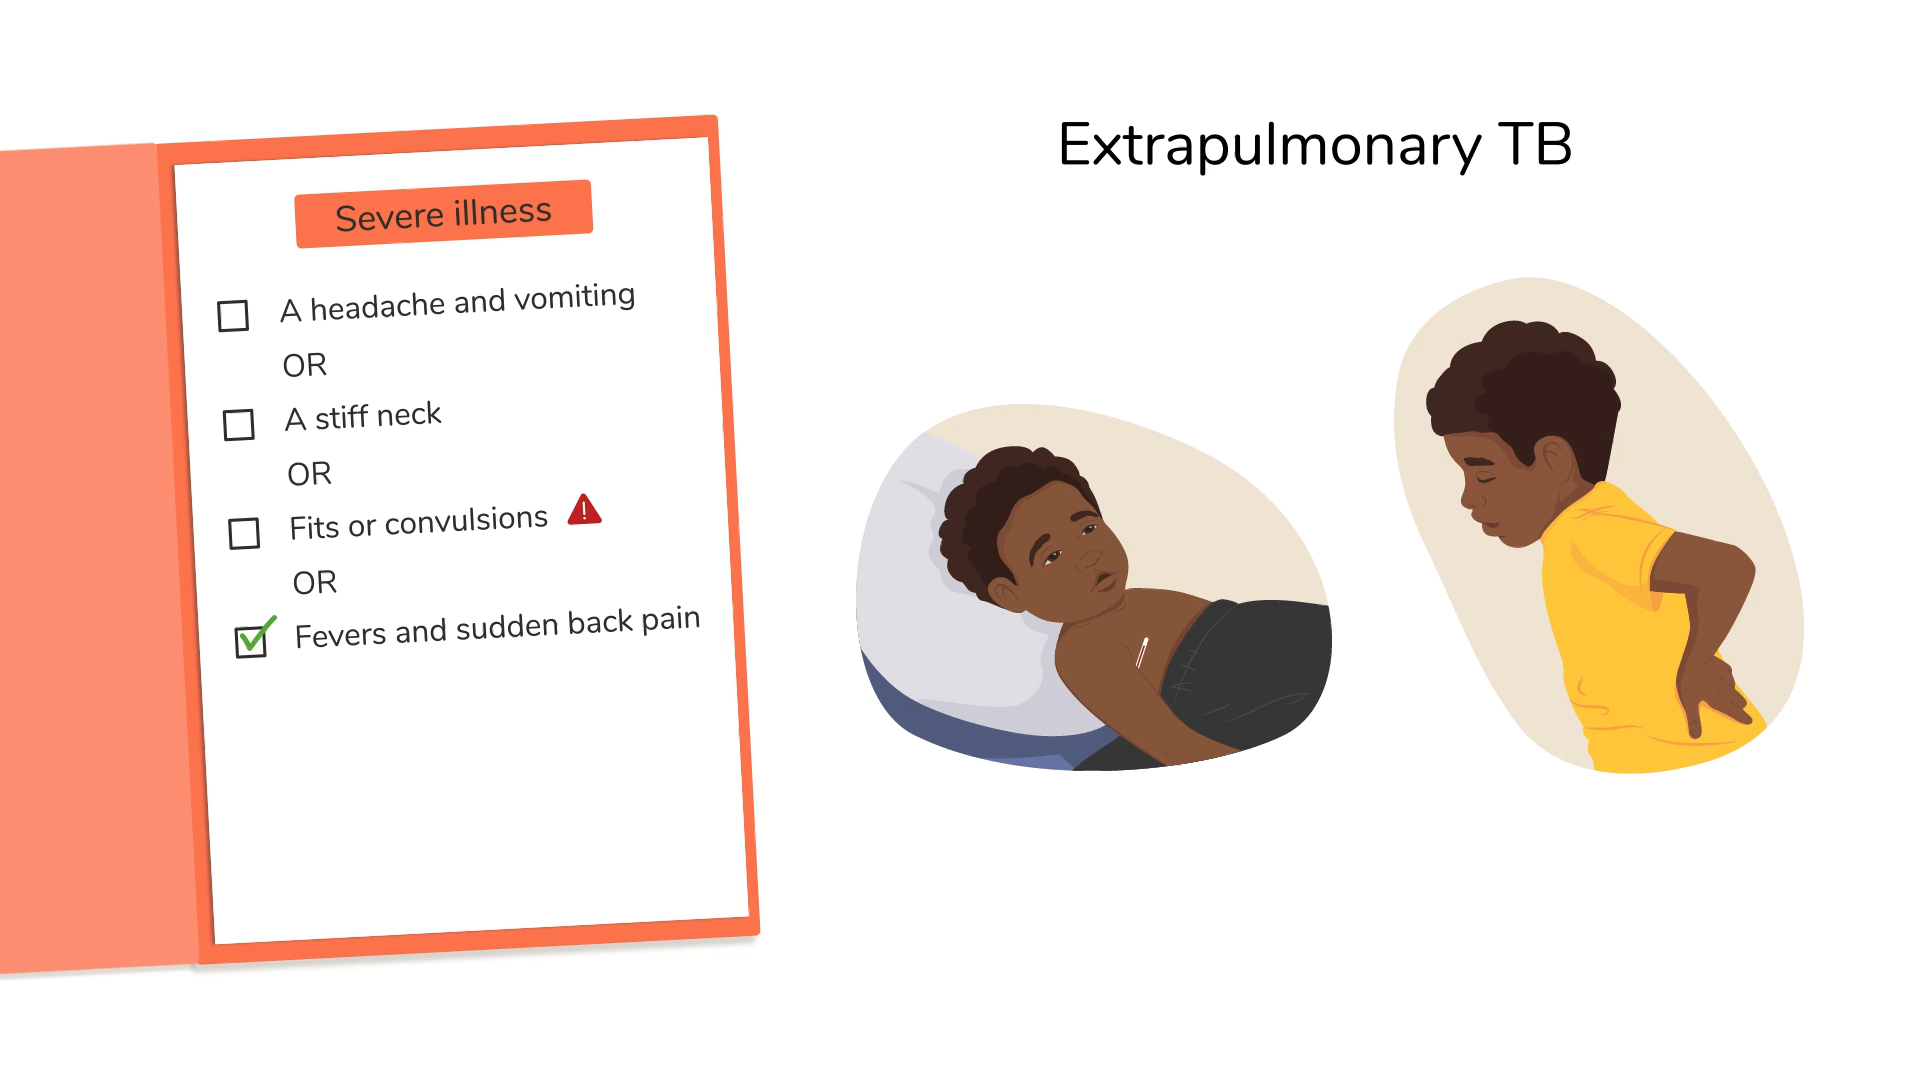 Extrapulmonary TB
Severe illness
A headache and vomiting
OR
A stiff neck
OR
Fits or convulsions
OR
Fevers and sudden back pain